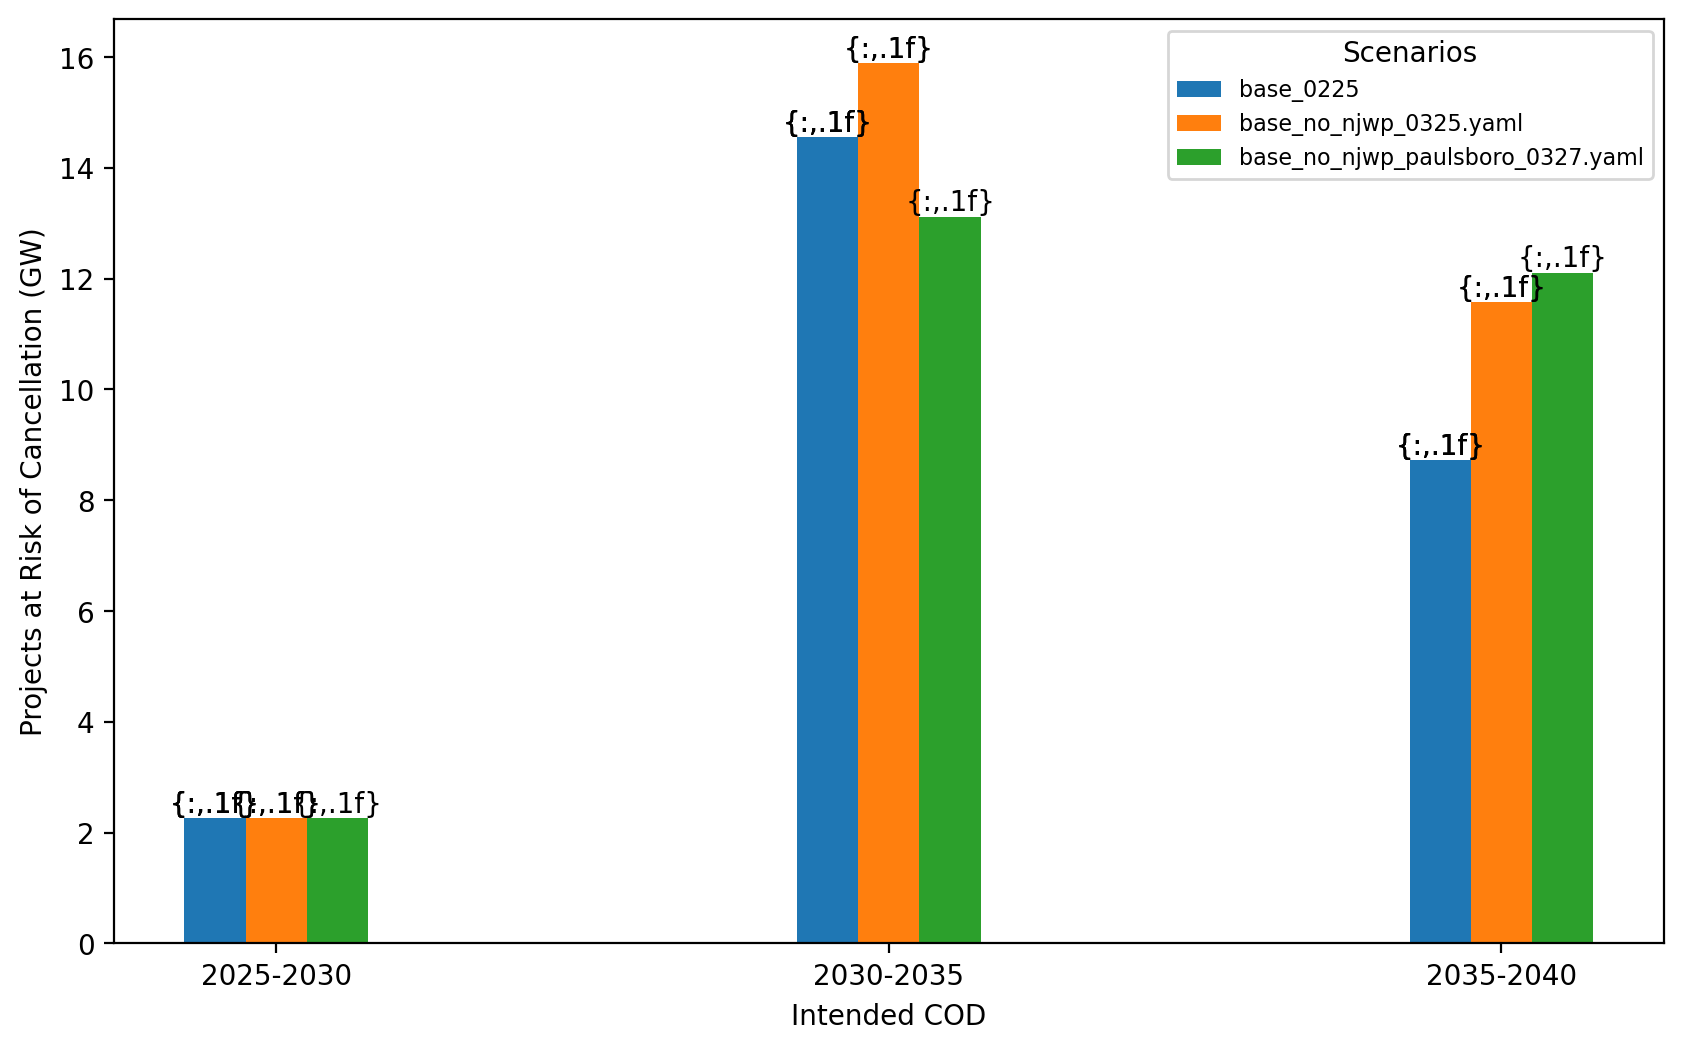 Scenarios
base_0225
base_no_njwp_0325.yaml
base_no_njwp_paulsboro_0327.yaml
Projects at Risk of Cancellation (GW)
16
14
12
10
8
6
4
2
0
{:,.1f}
{:,.1f}
{:,.1f}
{:,.1f}
{:,.1f}
{:,.1f}
{:,.1f}
{:,.1f}
{:,.1f}
2025-2030
2030-2035
2035-2040
Intended COD